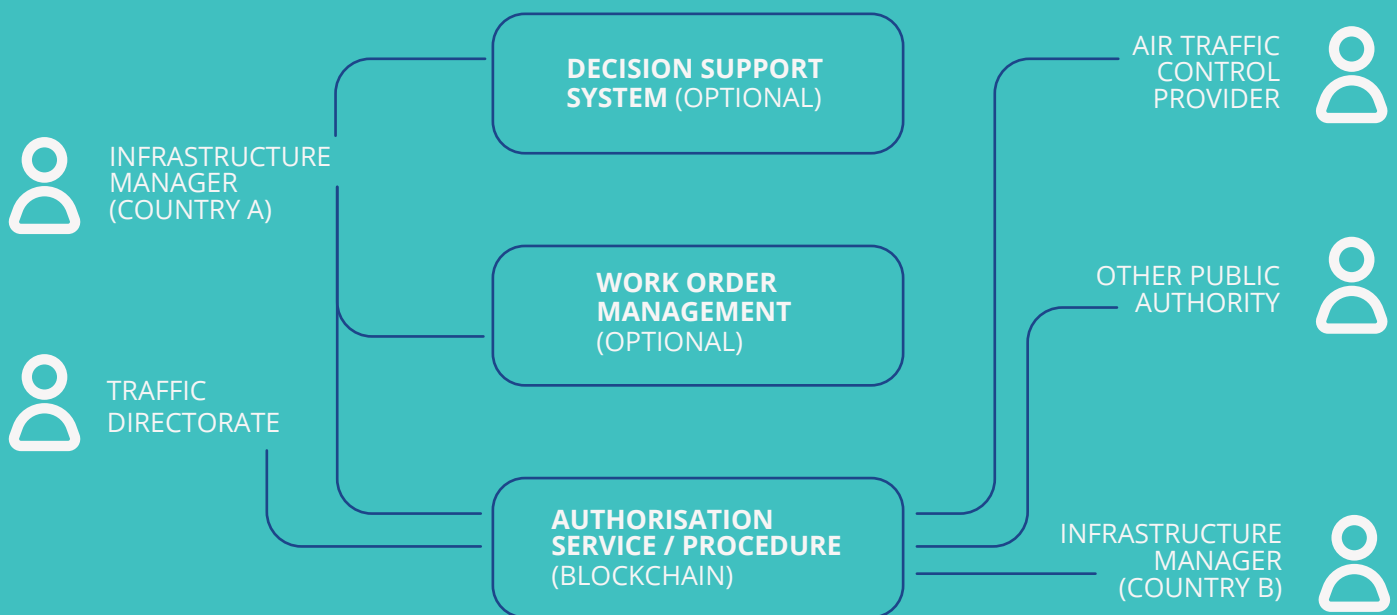 DECISION SUPPORT
SYSTEM (OPTIONAL)
AIR TRAFFIC
CONTROL
PROVIDER
INFRASTRUCTURE
MANAGER
(COUNTRY A)
WORK ORDER
MANAGEMENT
(OPTIONAL)
OTHER PUBLIC
AUTHORITY
TRAFFIC
DIRECTORATE
AUTHORISATION
SERVICE / PROCEDURE
(BLOCKCHAIN)
INFRASTRUCTURE
MANAGER
(COUNTRY B)